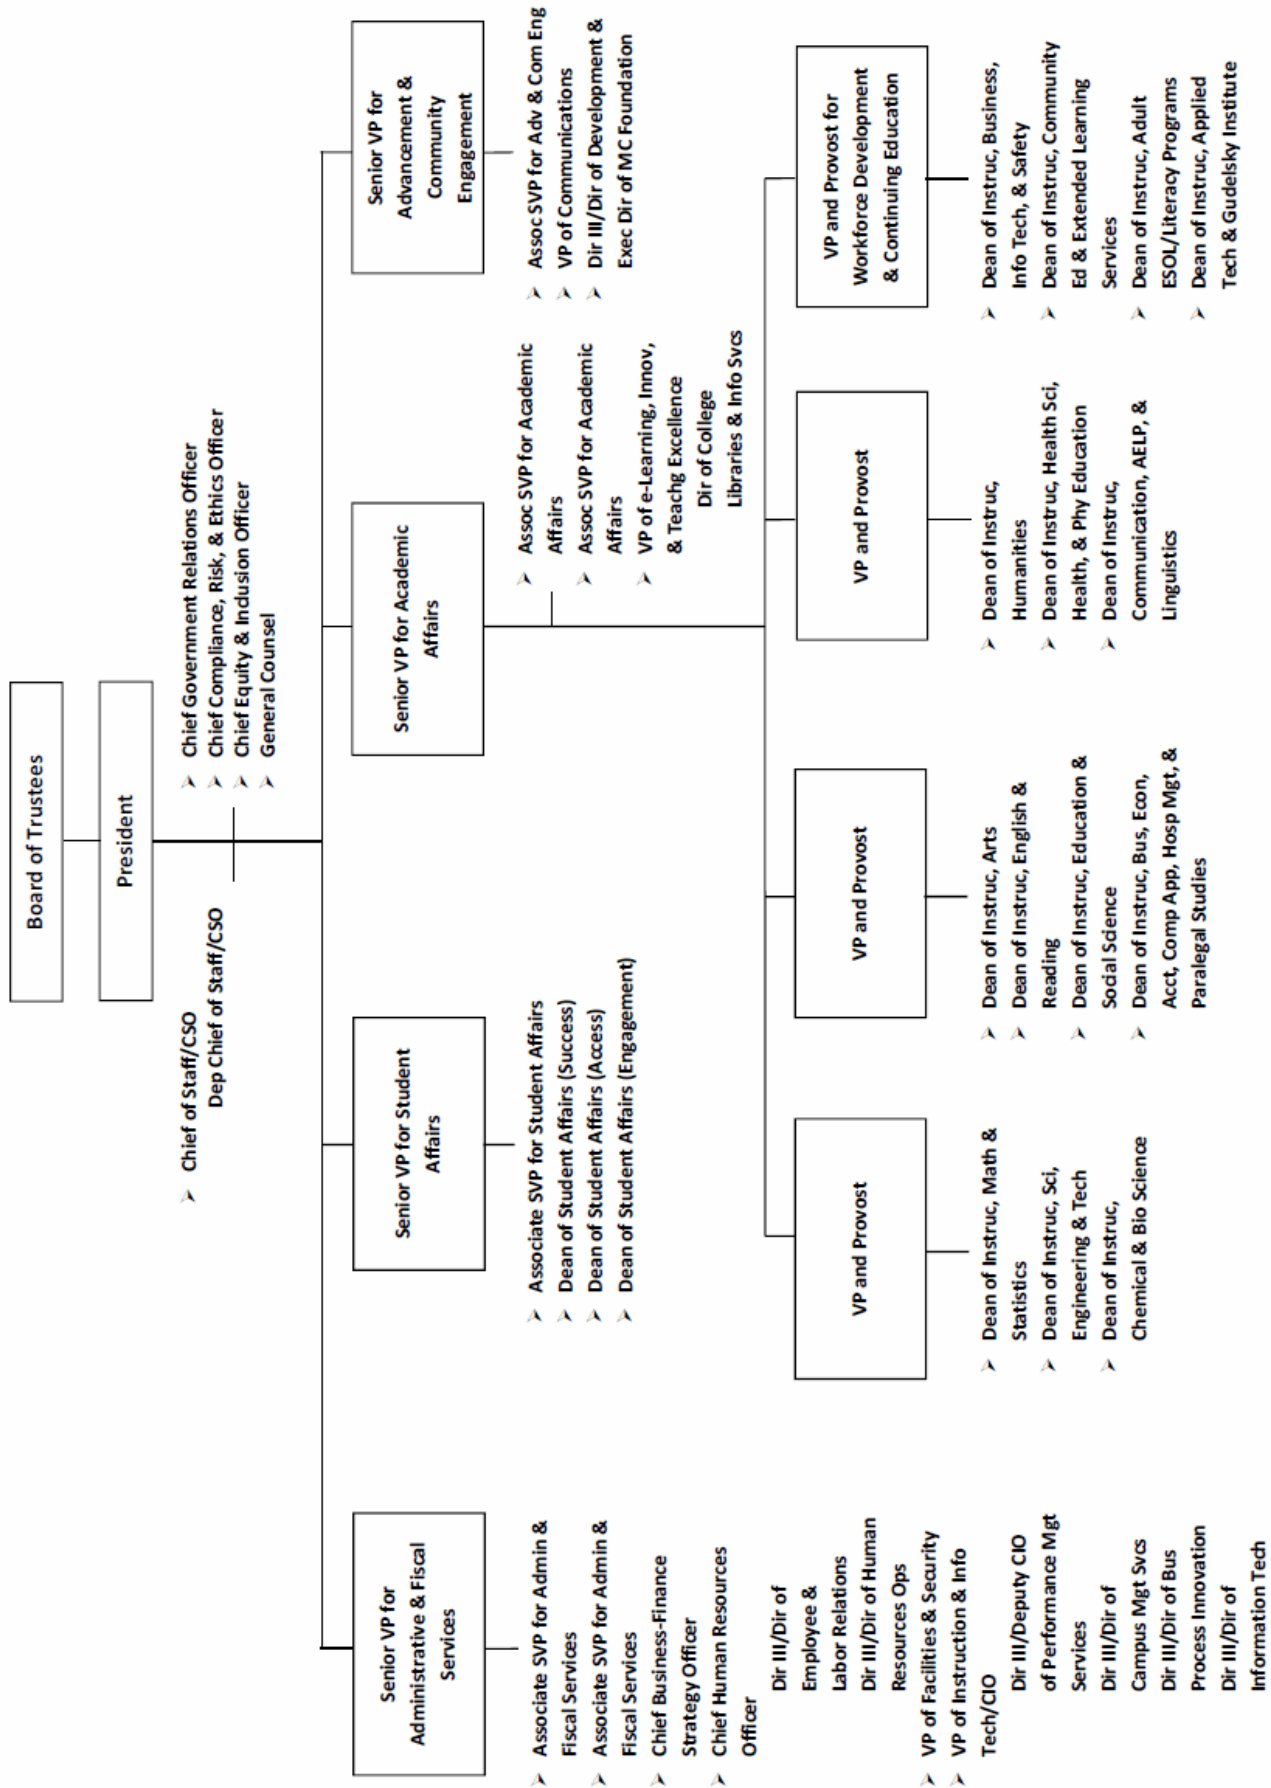 Board of Trustees
President
Chief of Staff/CSO
Dep Chief of Staff/CSO
Chief Government Relations Officer
Chief Compliance, Risk, & Ethics Officer
Chief Equity & Inclusion Officer
General Counsel
Senior VP for
Administrative & Fiscal
Services
Associate SVP for Admin &
Fiscal Services
Associate SVP for Admin &
Fiscal Services
Chief Business-Finance
Strategy Officer
Chief Human Resources
Officer
Dir III/Dir of
Employee &
Labor Relations
Dir III/Dir of Human
Resources Ops
VP of Facilities & Security
VP of Instruction & Info
Tech/CIO
Dir III/Deputy CIO
of Performance Mgt
Services
Dir III/Dir of
Campus Mgt Svcs
Dir III/Dir of Bus
Process Innovation
Dir III/Dir of
Information Tech
Senior VP for Student
Affairs
Associate SVP for Student Affairs
Dean of Student Affairs (Success)
Dean of Student Affairs (Access)
Dean of Student Affairs (Engagement)
Senior VP for Academic
Affairs
Assoc SVP for Academic
Affairs
Assoc SVP for Academic
Affairs
VP of e-Learning, Innov,
& Teachg Excellence
Dir of College
Libraries & Info Svcs
Senior VP for
Advancement &
Community
Engagement
Assoc SVP for Adv & Com Eng
VP of Communications
Dir III/Dir of Development &
Exec Dir of MC Foundation
VP and Provost
Dean of Instruc, Math &
Statistics
Dean of Instruc, Sci,
Engineering & Tech
Dean of Instruc,
Chemical & Bio Science
VP and Provost
Dean of Instruc, Arts
Dean of Instruc, English &
Reading
Dean of Instruc, Education &
Social Science
Dean of Instruc, Bus, Econ,
Acct, Comp App, Hosp Mgt, &
Paralegal Studies
VP and Provost
Dean of Instruc,
Humanities
Dean of Instruc, Health Sci,
Health, & Phy Education
Dean of Instruc,
Communication, AELP, &
Linguistics
VP and Provost for
Workforce Development
& Continuing Education
Dean of Instruc, Business,
Info Tech, & Safety
Dean of Instruc, Community
Ed & Extended Learning
Services
Dean of Instruc, Adult
ESOL/Literacy Programs
Dean of Instruc, Applied
Tech & Gudelsky Institute